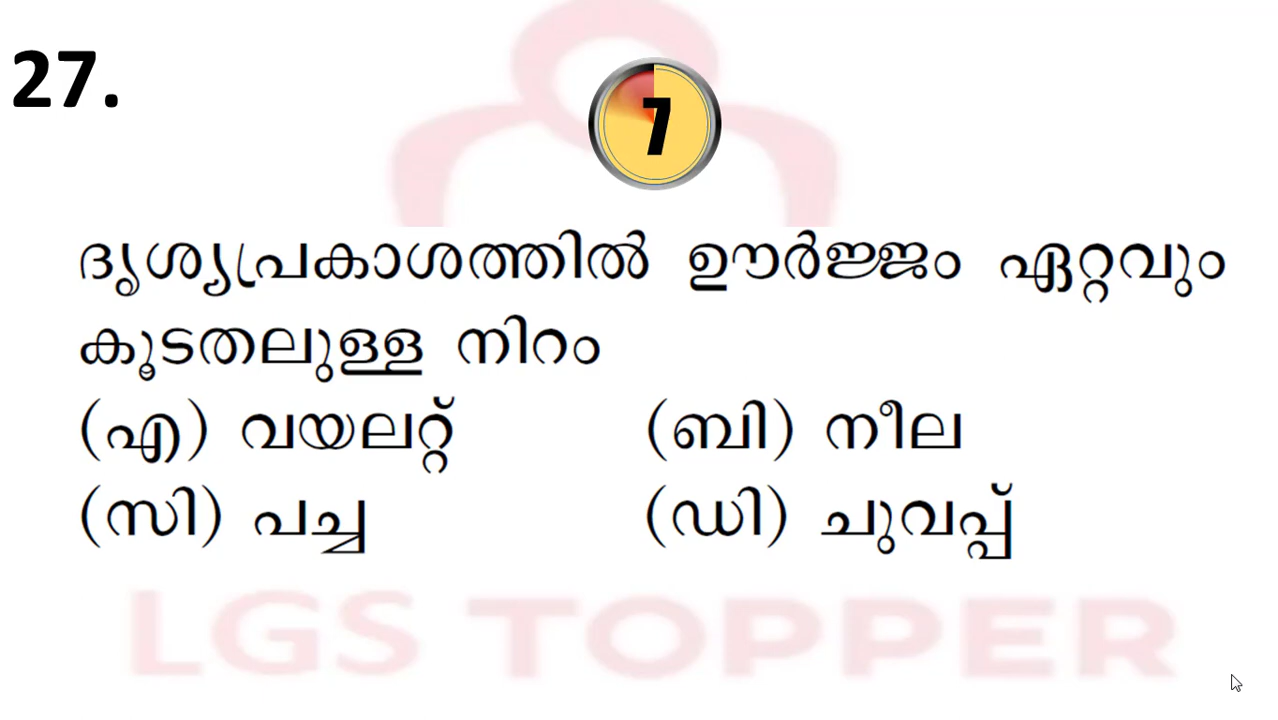 27.
7
ദൃശ്യപ്രകാശത്തിൽ ഊർജ്ജം ഏറ്റവും
കൂടതലുള്ള നിറം
(എ) വയലറ്റ് (ബി) നീല
(സി) പച്ച (ഡി) ചുവപ്പ്
LGS TOPPER